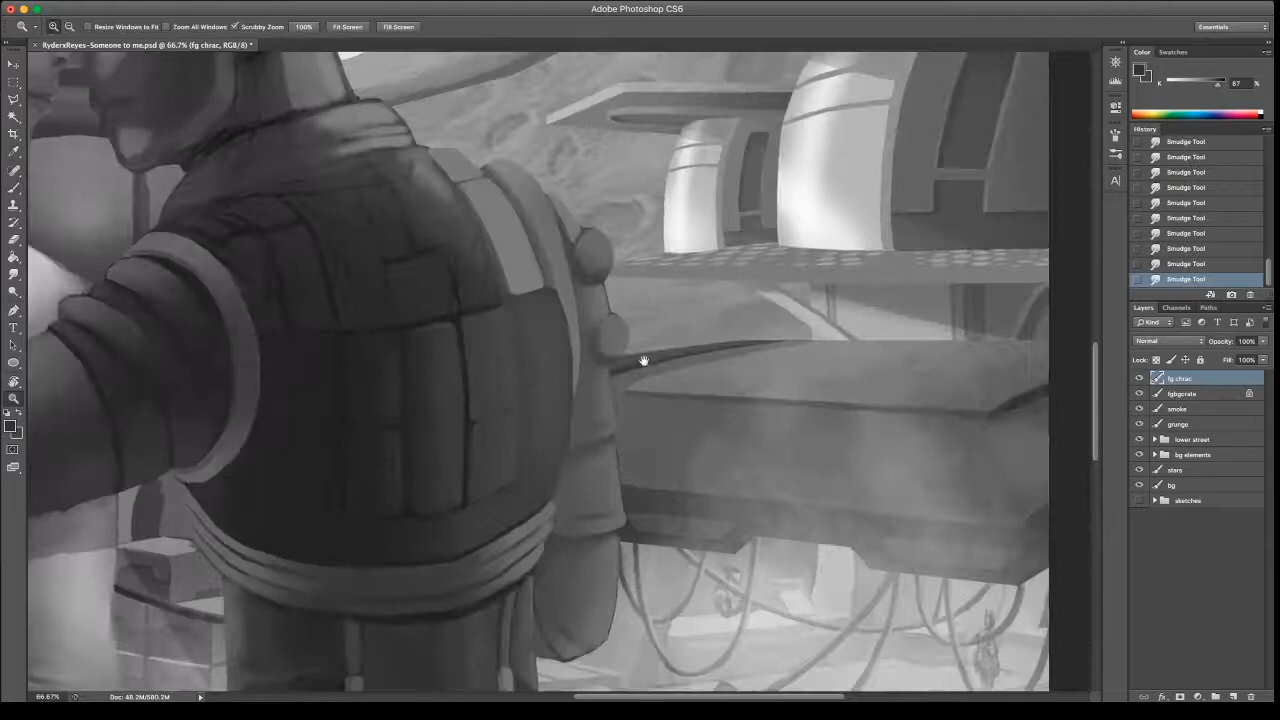 Adobe Photoshop CS6
Resize Windows to Fit
Zoom All Windows
Scrubby Zoom
100%
Fit Screen
Fill Screen
Essentials
RyderxReyes-Someone to me.psd @ 66.7% (fg chrac, RGB/8) *
Color
Swatches
K
87
%
History
Smudge Tool
Smudge Tool
Smudge Tool
Smudge Tool
Smudge Tool
Smudge Tool
Smudge Tool
Smudge Tool
Smudge Tool
Smudge Tool
Layers
Channels
Paths
Kind
Normal
Opacity: 100%
Lock:
Fill: 100%
fg chrac
fgbgcrate
smoke
grunge
lower street
bg elements
stars
bg
sketches
66.67%
Doc: 48.2M/580.2M